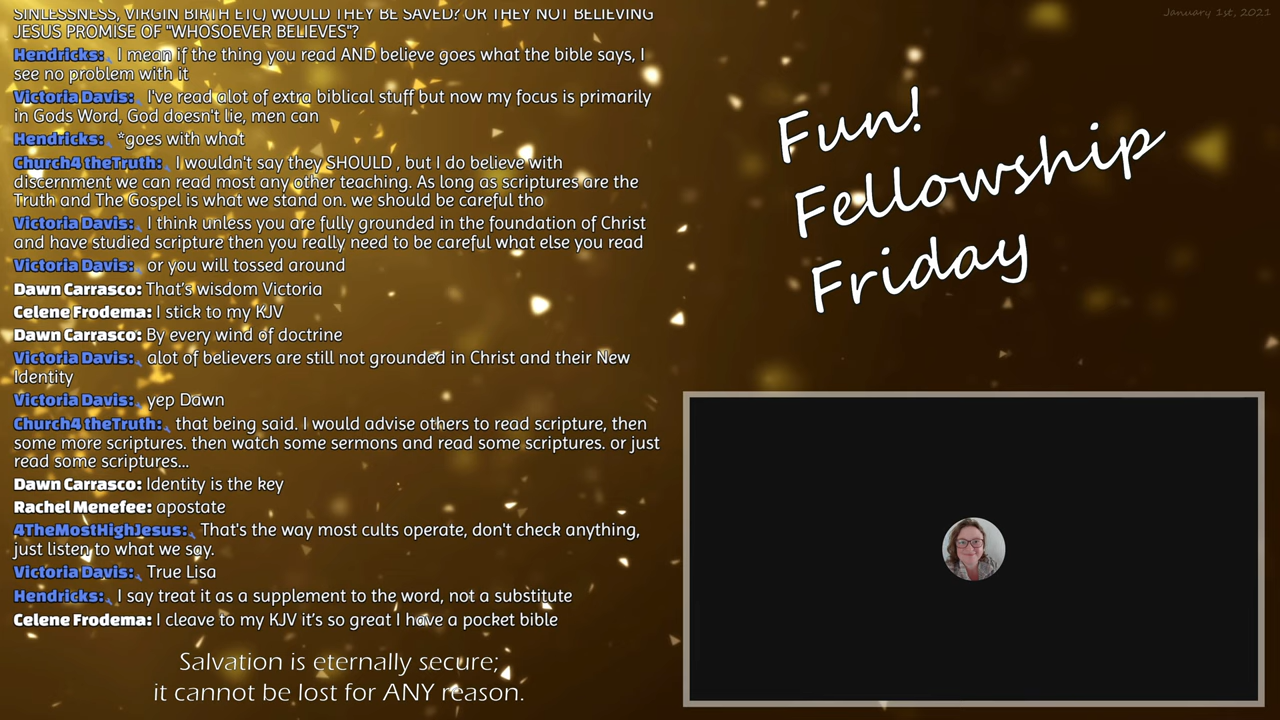 SINLESSNESS, VIRGIN BIRTH ETC) WOULD THEY BE SAVED? OR THEY NOT BELIEVING
JESUS PROMISE OF "WHOSOEVER BELIEVES"?
Hendricks: I mean if the thing you read AND believe goes what the bible says, I
see no problem with it
Victoria Davis: I've read alot of extra biblical stuff but now my focus is primarily
in Gods Word, God doesn't lie, men can
Hendricks: *goes with what
Church4 theTruth: I wouldn't say they SHOULD , but I do believe with
discernment we can read most any other teaching. As long as scriptures are the
Truth and The Gospel is what we stand on. we should be careful tho
Victoria Davis: I think unless you are fully grounded in the foundation of Christ
and have studied scripture then you really need to be careful what else you read
Victoria Davis: or you will tossed around
Dawn Carrasco: That's wisdom Victoria
Celene Frodema: I stick to my KJV
Dawn Carrasco: By every wind of doctrine
Victoria Davis: alot of believers are still not grounded in Christ and their New
Identity
Victoria Davis: yep Dawn
Church4 theTruth: that being said. I would advise others to read scripture, then
some more scriptures. then watch some sermons and read some scriptures. or just
read some scriptures...
Dawn Carrasco: Identity is the key
Rachel Menefee: apostate
4TheMostHighJesus: That's the way most cults operate, don't check anything,
just listen to what we say.
Victoria Davis: True Lisa
Hendricks: I say treat it as a supplement to the word, not a substitute
Celene Frodema: I cleave to my KJV it's so great I have a pocket bible
Salvation is eternally secure;
it cannot be lost for ANY reason.
January 1st, 2021
Fun!
Fellowship
Friday